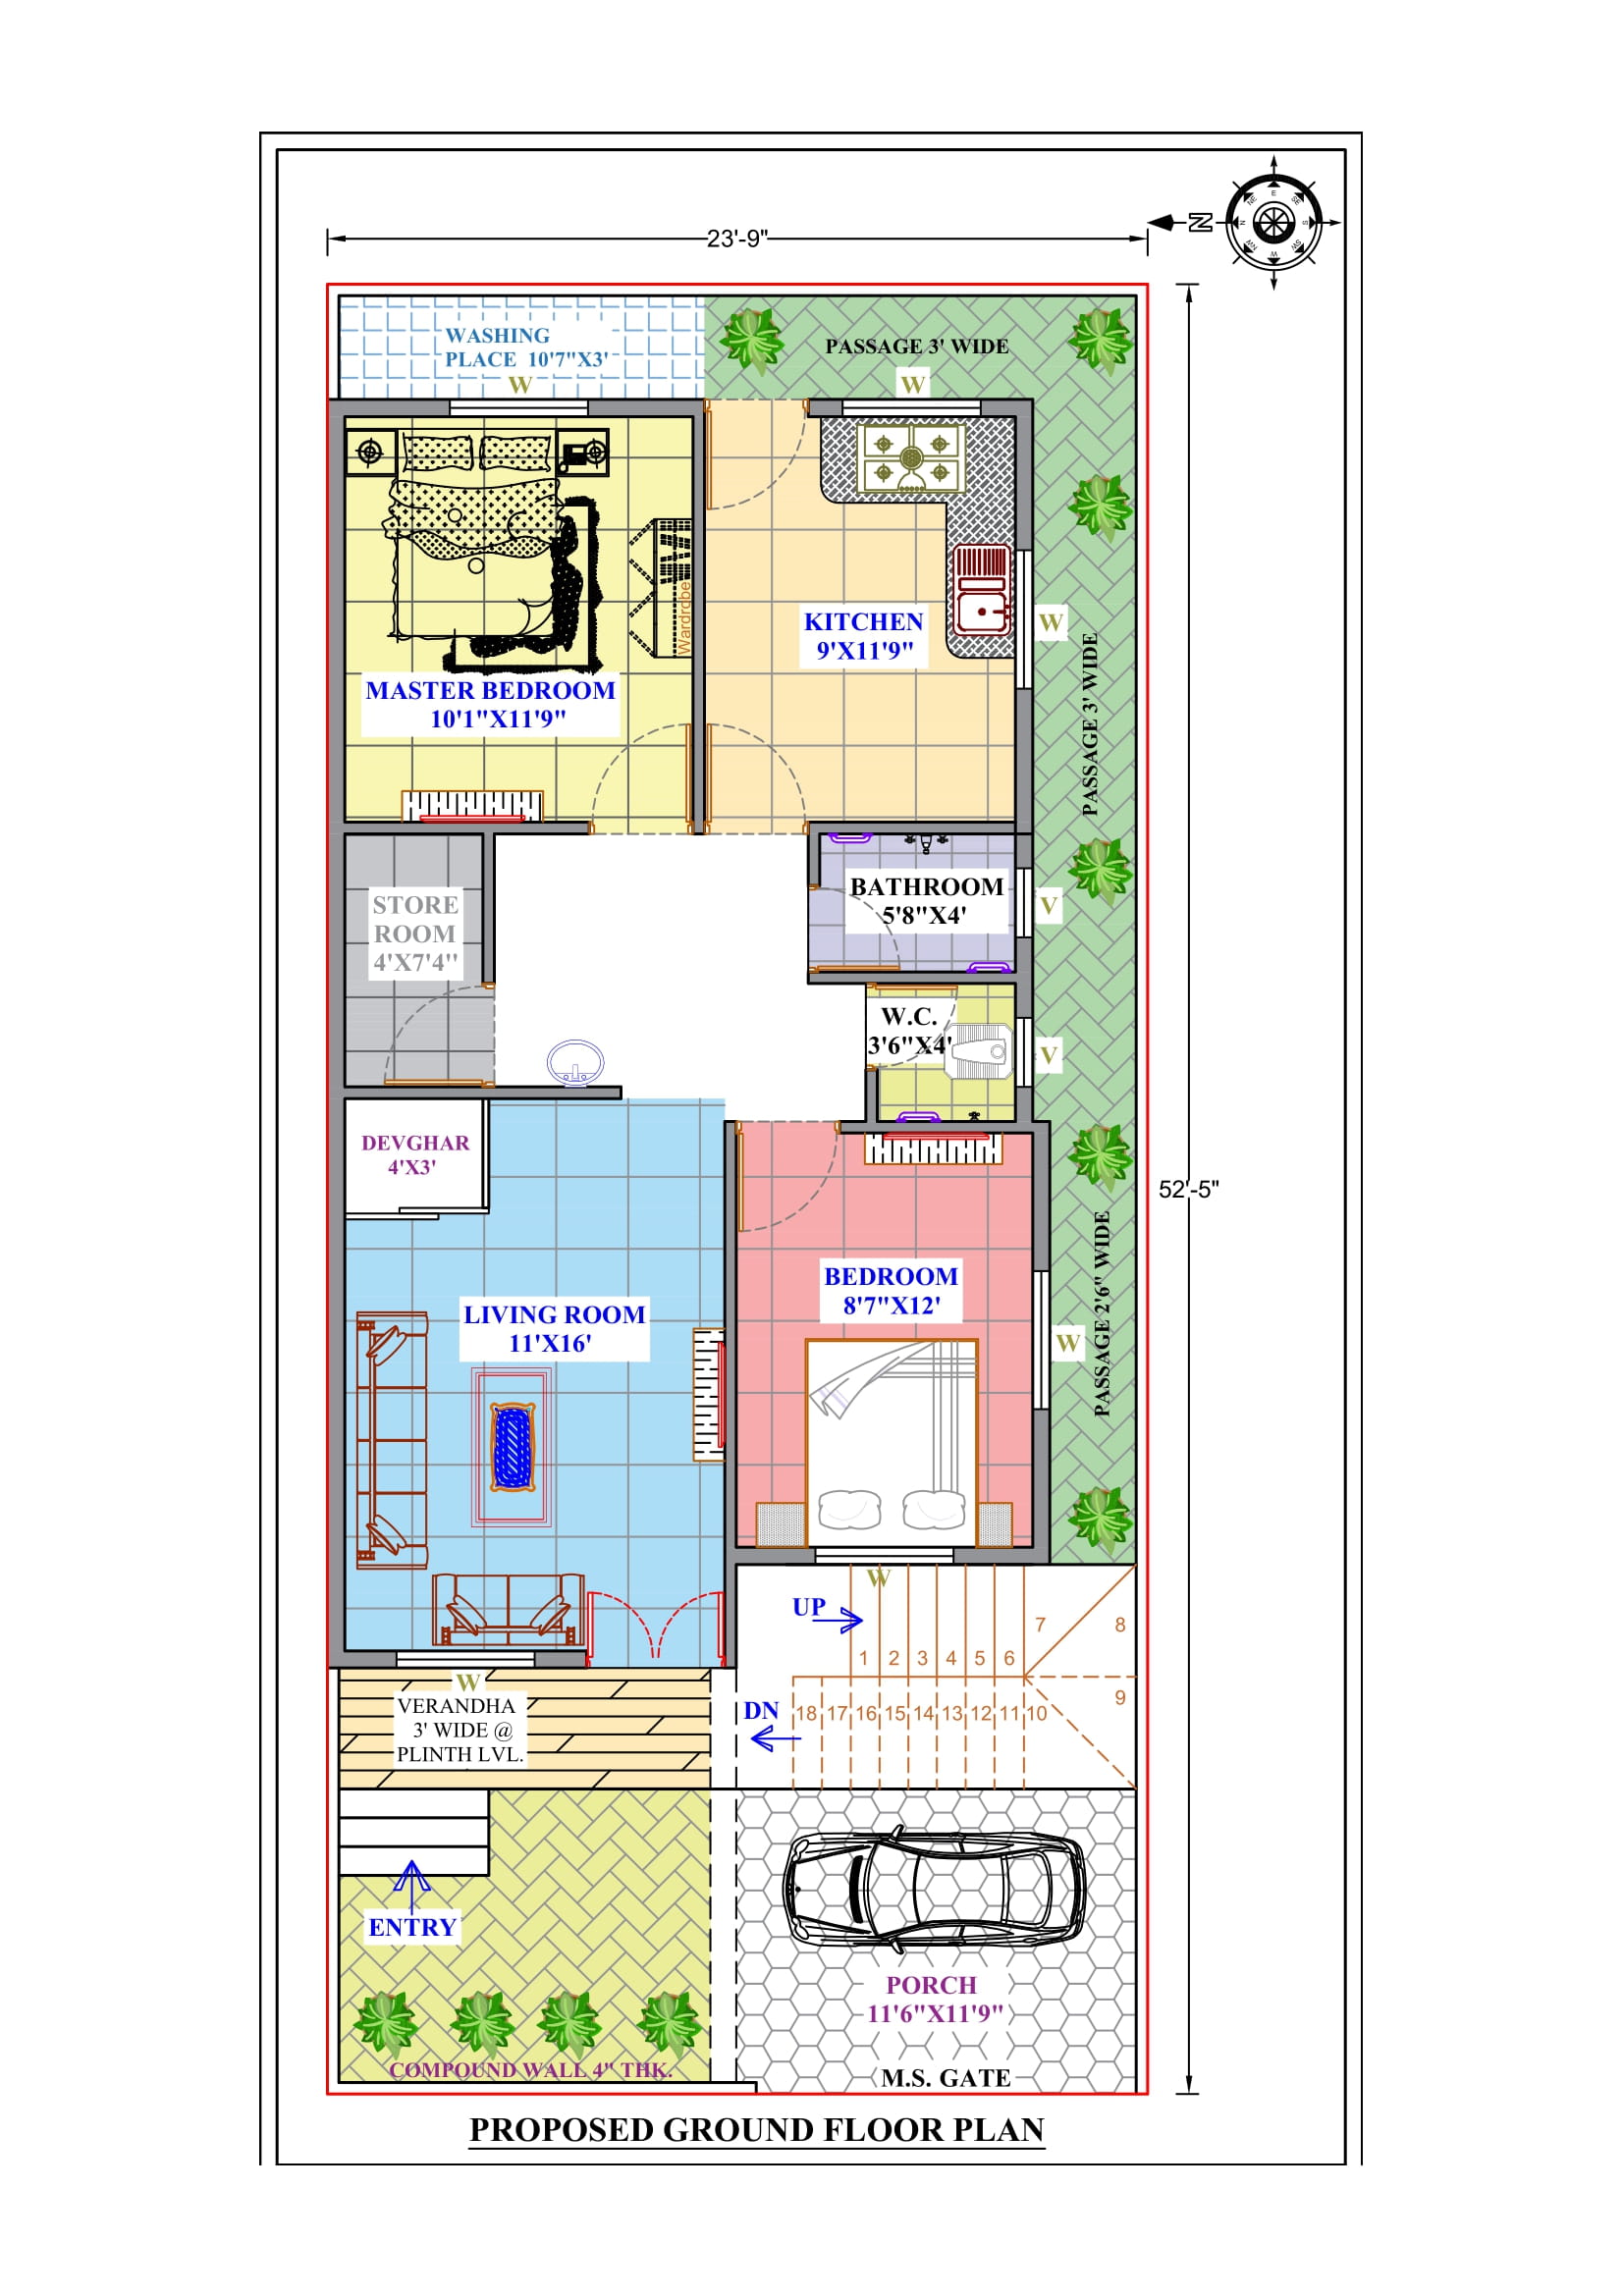 N
E
SE
S
SW
W
NW
N
NE
23'-9"
WASHING
PLACE 10'7"X3'
W
PASSAGE 3' WIDE
W
Wardrobe
KITCHEN
9'X11'9"
W
MASTER BEDROOM
10'1"X11'9"
PASSAGE 3' WIDE
STORE
ROOM
4'X7'4"
BATHROOM
5'8"X4'
V
W.C.
3'6"X4'
V
DEVGHAR
4'X3'
52'-5"
BEDROOM
8'7"X12'
LIVING ROOM
11'X16'
W
PASSAGE 2'6" WIDE
W
UP
7
8
1 2 3 4 5 6
W
VERANDHA
3' WIDE @
PLINTH LVL.
DN
9
18 17 16 15 14 13 12 11 10
ENTRY
PORCH
11'6"X11'9"
COMPOUND WALL 4" THK.
M.S. GATE
PROPOSED GROUND FLOOR PLAN